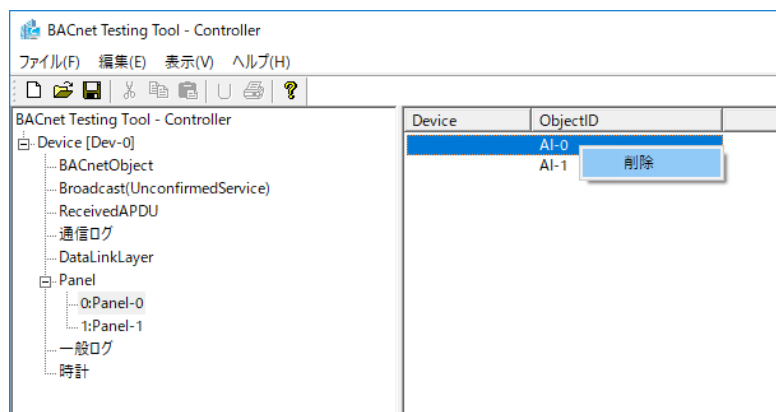 BACnet Testing Tool - Controller
ファイル(F) 編集(E) 表示(V) ヘルプ(H)
BACnet Testing Tool - Controller
Device [Dev-0]
BACnetObject
Broadcast(UnconfirmedService)
ReceivedAPDU
通信ログ
DataLinkLayer
Panel
0:Panel-0
1:Panel-1
一般ログ
時計
Device ObjectID
AI-0
AI-1
削除